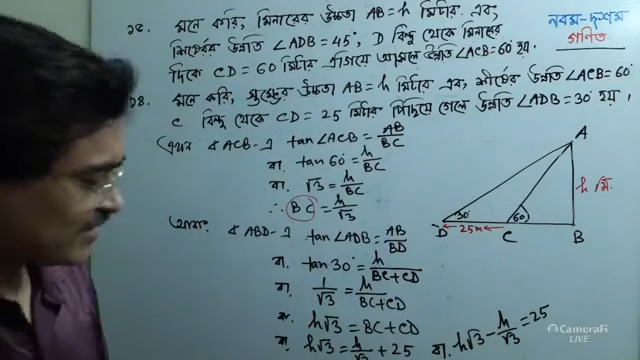 ১৫. মনে করি, মিনারের উচ্চতা AB = h মিটার এবং
শীর্ষের উন্নতি ∠ADB = 45°, D বিন্দু থেকে মিনারের
দিকে CD = 60 মিটার এগিয়ে আসলে উন্নতি ∠ACB = 60° হয়
নবম-দশম
গণিত
১৪. মনে করি, স্তম্ভের উচ্চতা AB = h মিটার এবং শীর্ষের উন্নতি ∠ACB = 60°
C বিন্দু থেকে CD = 25 মিটার পিছিয়ে গেলে উন্নতি ∠ADB = 30° হয়।
এখন △ ACB-এ tan∠ACB = AB/BC
বা, tan 60° = h/BC
বা, √3 = h/BC
∴ BC = h/√3
আবার △ ABD-এ tan∠ADB = AB/BD
বা, tan 30° = h/BC+CD
বা, 1/√3 = h/BC+CD
বা, h√3 = BC+CD
বা, h√3 = h/√3 + 25
বা, h√3 - h/√3 = 25
A
h মি.
30°
60°
D
25m
C
B
CameraFi
LIVE